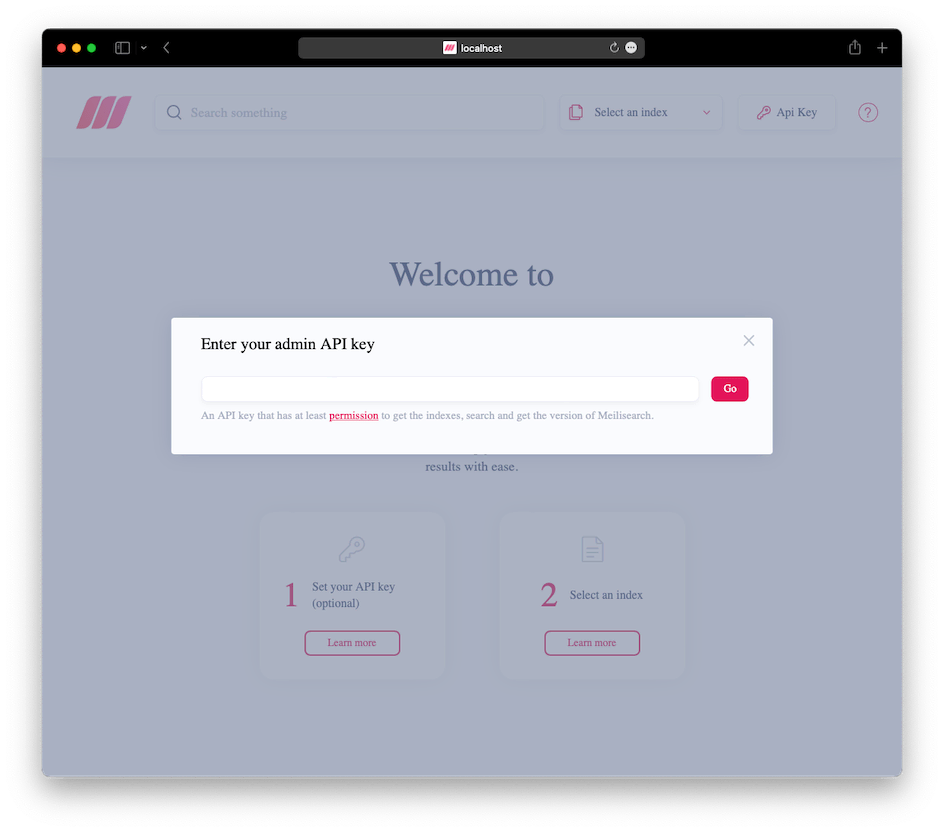 localhost
Search something
Select an index
Api Key
?
Welcome to
Enter your admin API key
Go
An API key that has at least permission to get the indexes, search and get the version of Meilisearch.
results with ease.
1
Set your API key
(optional)
Learn more
2
Select an index
Learn more